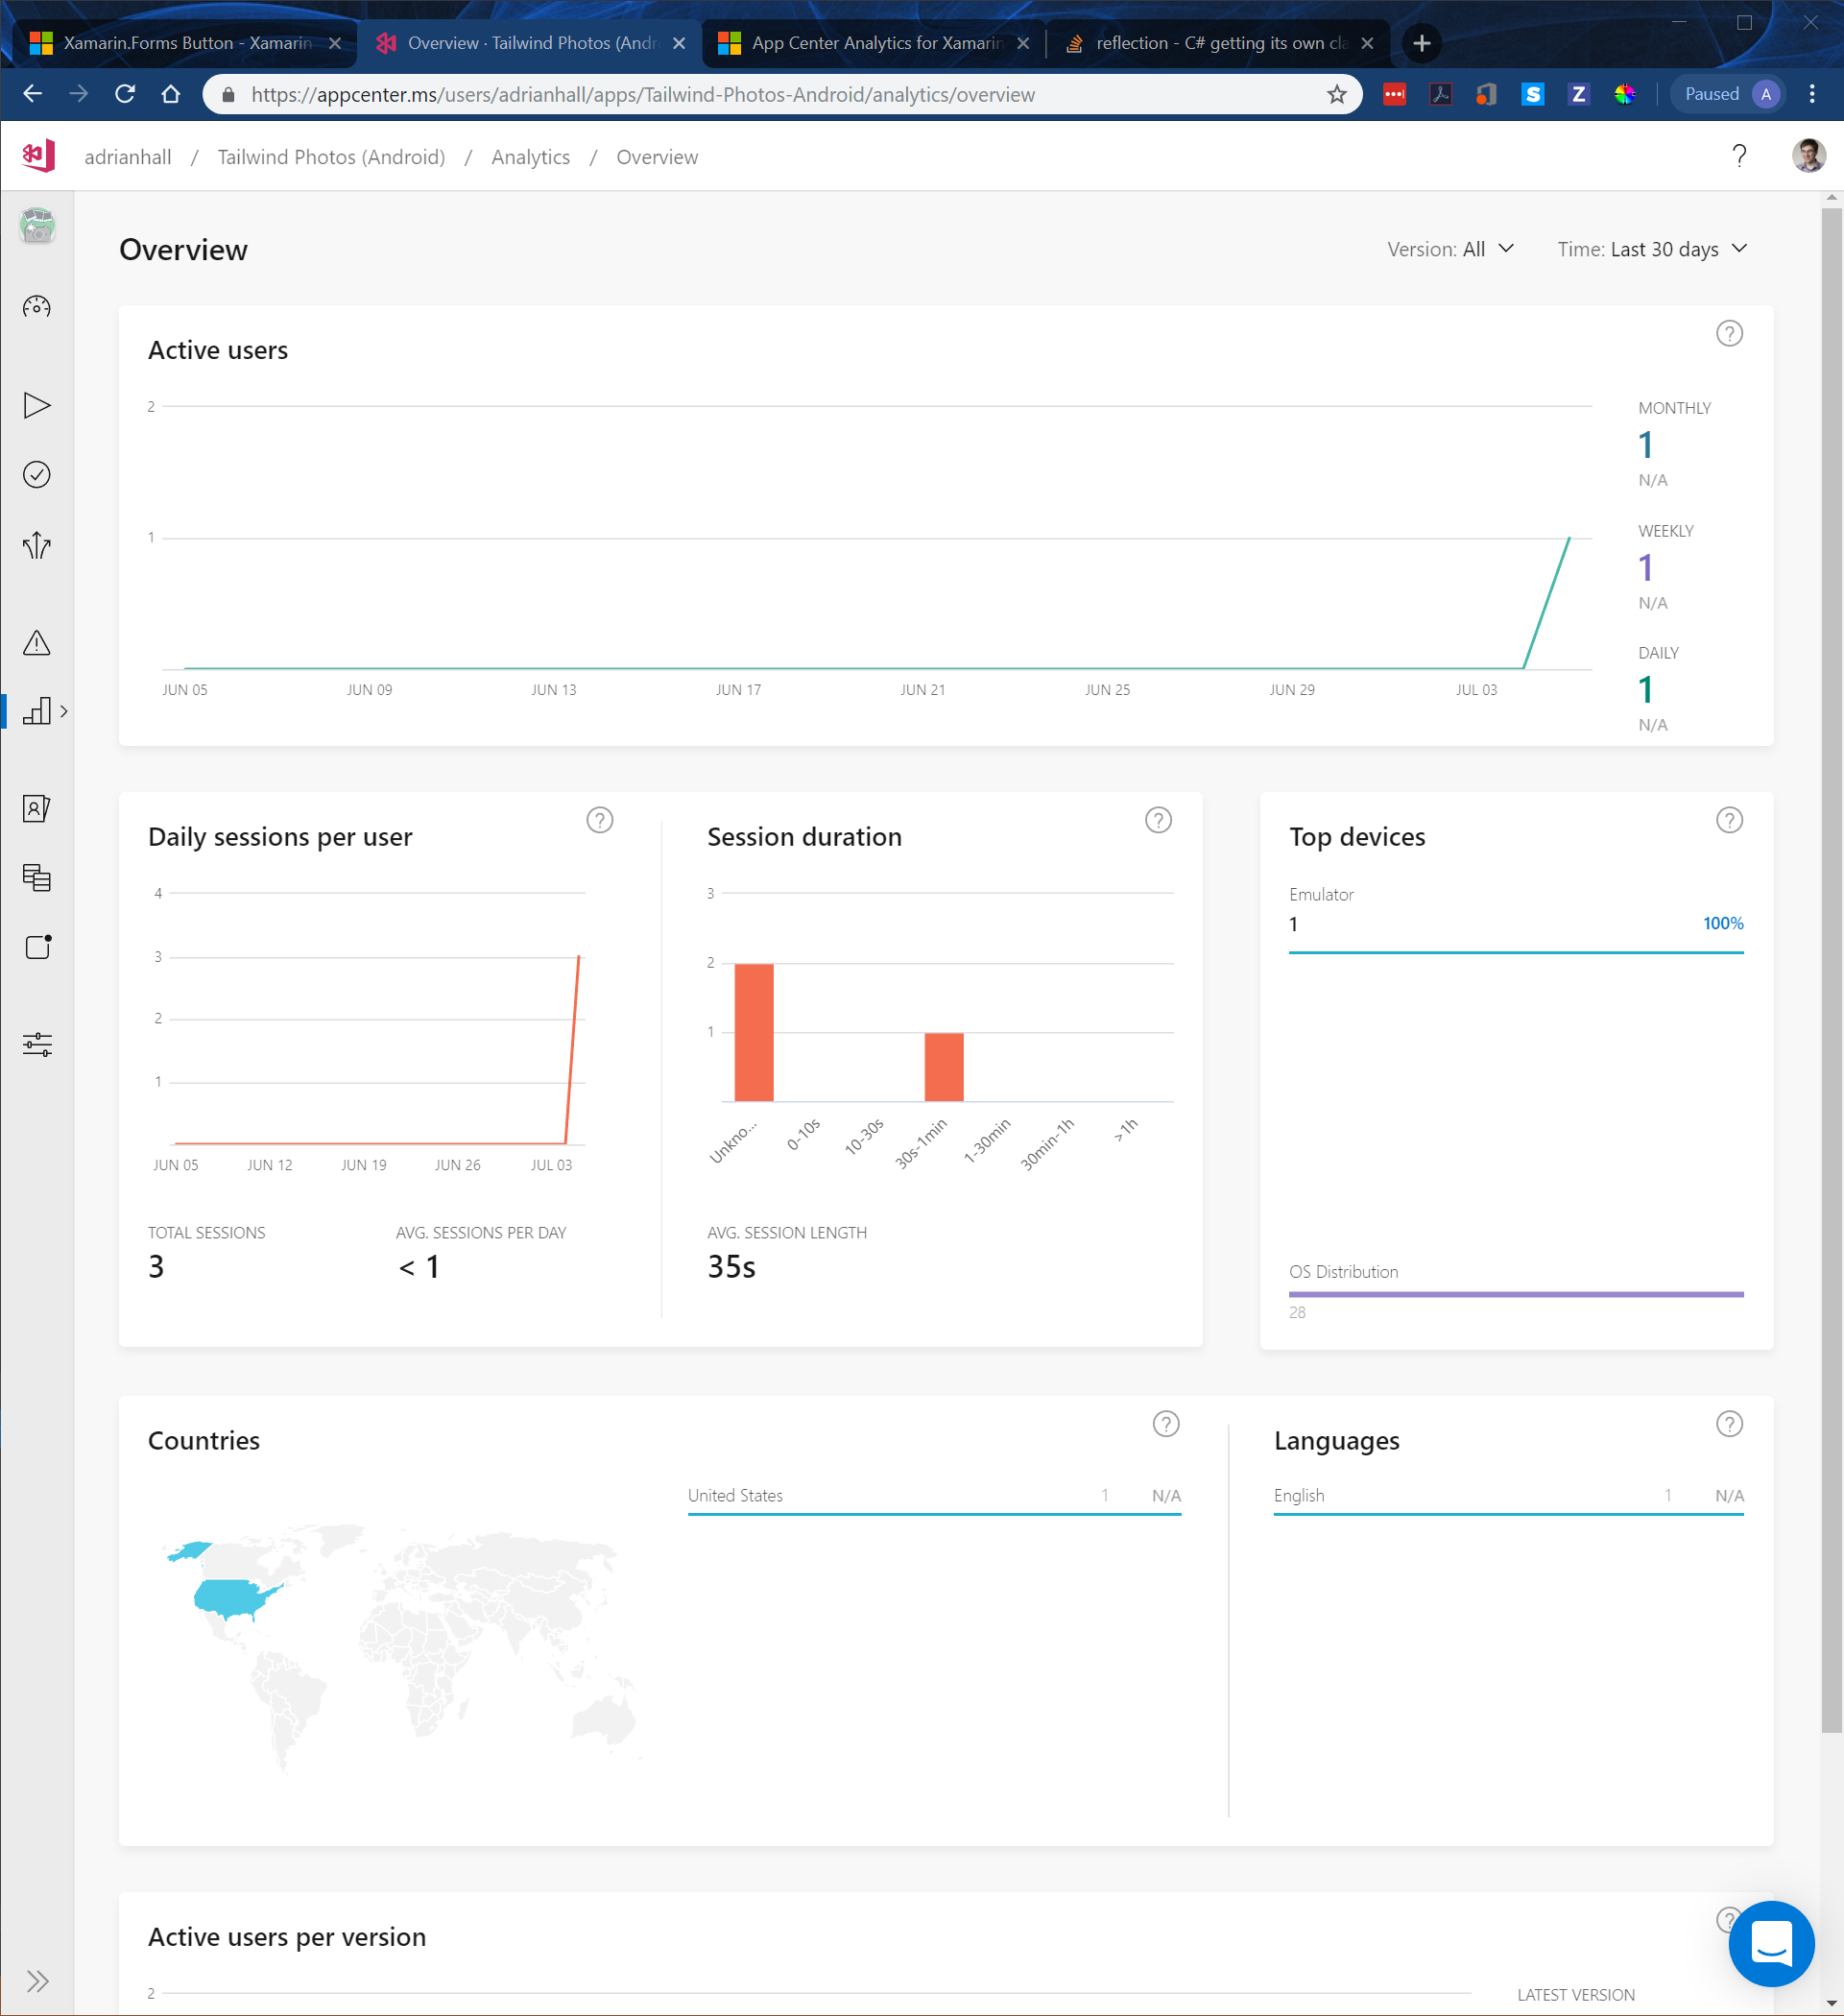 Xamarin.Forms Button - Xamarin
Overview · Tailwind Photos (Andr
App Center Analytics for Xamarin
reflection - C# getting its own cla
https://appcenter.ms/users/adrianhall/apps/Tailwind-Photos-Android/analytics/overview
S
Z
Paused
A
adrianhall / Tailwind Photos (Android) / Analytics / Overview
?
Overview
Version: All
Time: Last 30 days
Active users
?
2
1
JUN 05 JUN 09 JUN 13 JUN 17 JUN 21 JUN 25 JUN 29 JUL 03
MONTHLY
1
N/A
WEEKLY
1
N/A
DAILY
1
N/A
Daily sessions per user
?
4
3
2
1
JUN 05 JUN 12 JUN 19 JUN 26 JUL 03
TOTAL SESSIONS
3
AVG. SESSIONS PER DAY
< 1
Session duration
?
3
2
1
Unkno... 0-10s 10-30s 30s-1min 1-30min 30min-1h >1h
AVG. SESSION LENGTH
35s
Top devices
?
Emulator
1 100%
OS Distribution
28
Countries
?
United States 1 N/A
Languages
?
English 1 N/A
Active users per version
?
2
LATEST VERSION